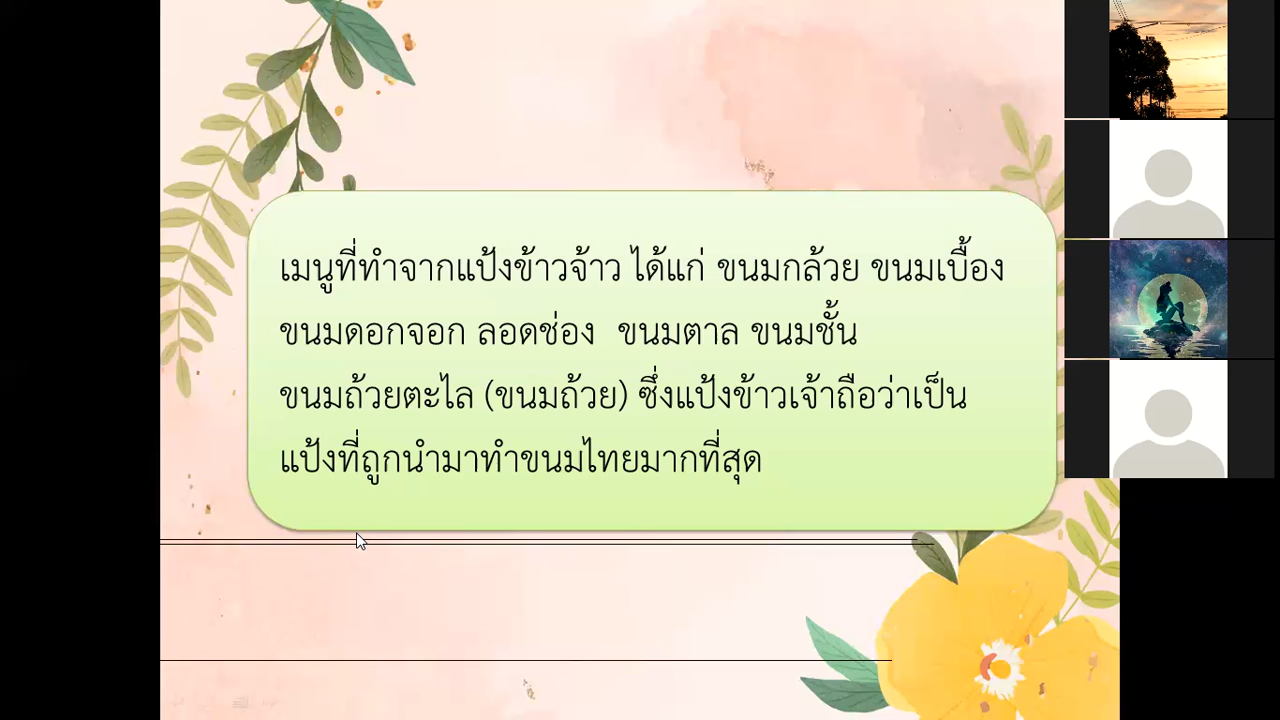 เมนูที่ทำจากแป้งข้าวจ้าว ได้แก่ ขนมกล้วย ขนมเบื้อง
ขนมดอกจอก ลอดช่อง ขนมตาล ขนมชั้น
ขนมถ้วยตะไล (ขนมถ้วย) ซึ่งแป้งข้าวเจ้าถือว่าเป็น
แป้งที่ถูกนำมาทำขนมไทยมากที่สุด